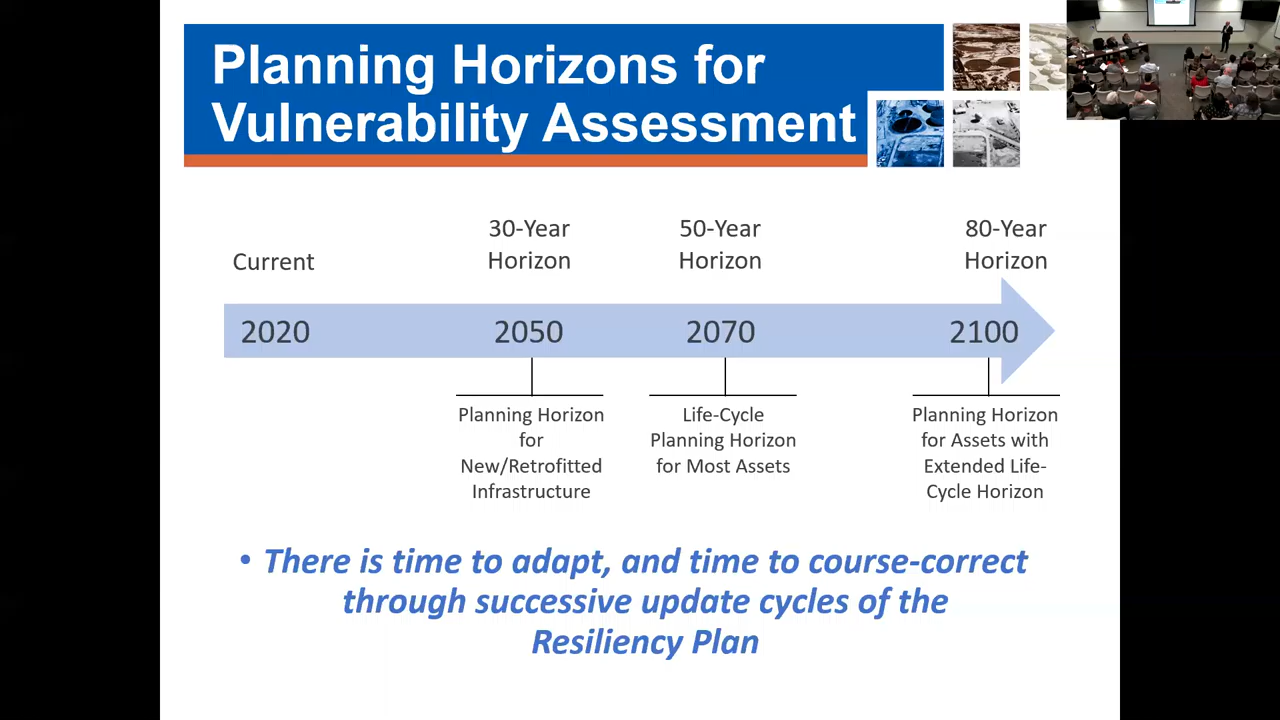 Planning Horizons for
Vulnerability Assessment
Current
30-Year
Horizon
50-Year
Horizon
80-Year
Horizon
2020
2050
2070
2100
Planning Horizon
for
New/Retrofitted
Infrastructure
Life-Cycle
Planning Horizon
for Most Assets
Planning Horizon
for Assets with
Extended Life-
Cycle Horizon
• There is time to adapt, and time to course-correct
through successive update cycles of the
Resiliency Plan